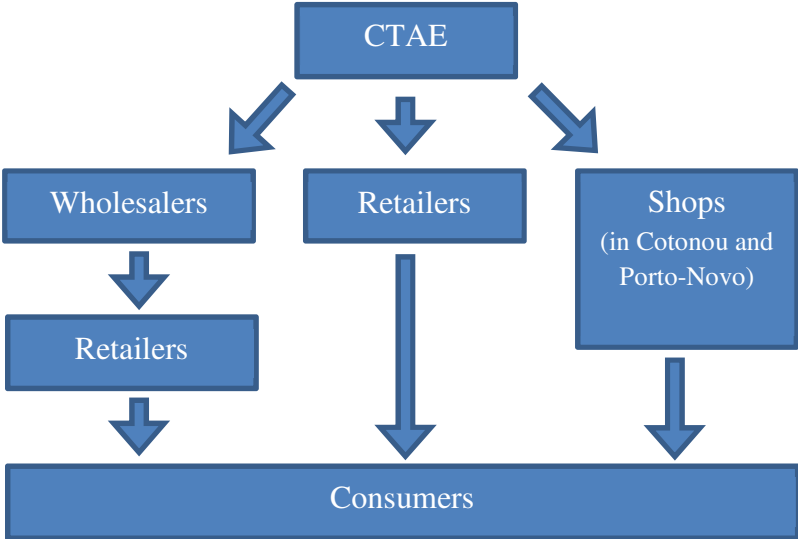 CTAE
Wholesalers
Retailers
Shops
(in Cotonou and
Porto-Novo)
Retailers
Consumers